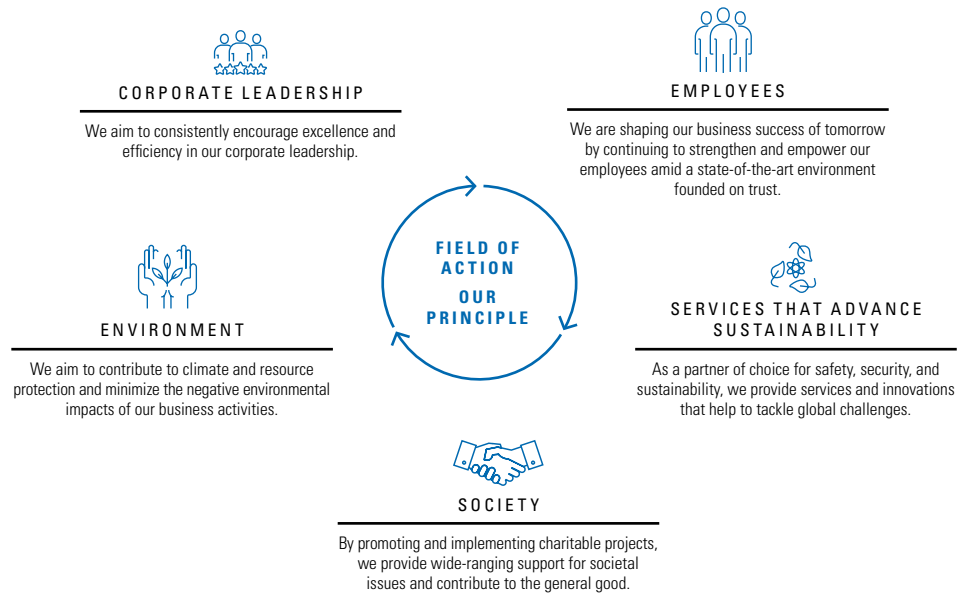 CORPORATE LEADERSHIP
We aim to consistently encourage excellence and
efficiency in our corporate leadership.
EMPLOYEES
We are shaping our business success of tomorrow
by continuing to strengthen and empower our
employees amid a state-of-the-art environment
founded on trust.
FIELD OF
ACTION
OUR
PRINCIPLE
ENVIRONMENT
We aim to contribute to climate and resource
protection and minimize the negative environmental
impacts of our business activities.
SERVICES THAT ADVANCE
SUSTAINABILITY
As a partner of choice for safety, security, and
sustainability, we provide services and innovations
that help to tackle global challenges.
SOCIETY
By promoting and implementing charitable projects,
we provide wide-ranging support for societal
issues and contribute to the general good.